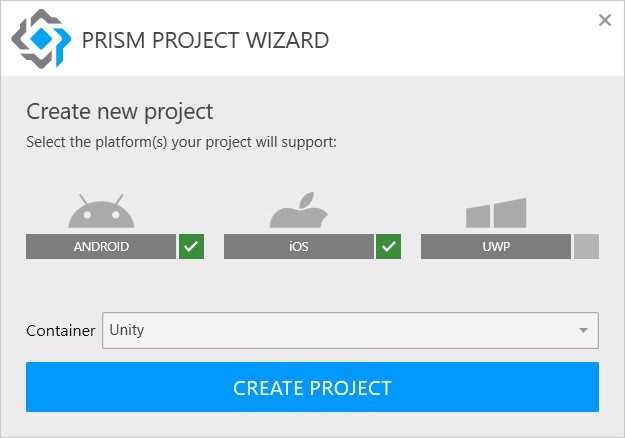 PRISM PROJECT WIZARD
Create new project
Select the platform(s) your project will support:
ANDROID
iOS
UWP
Container
Unity
CREATE PROJECT